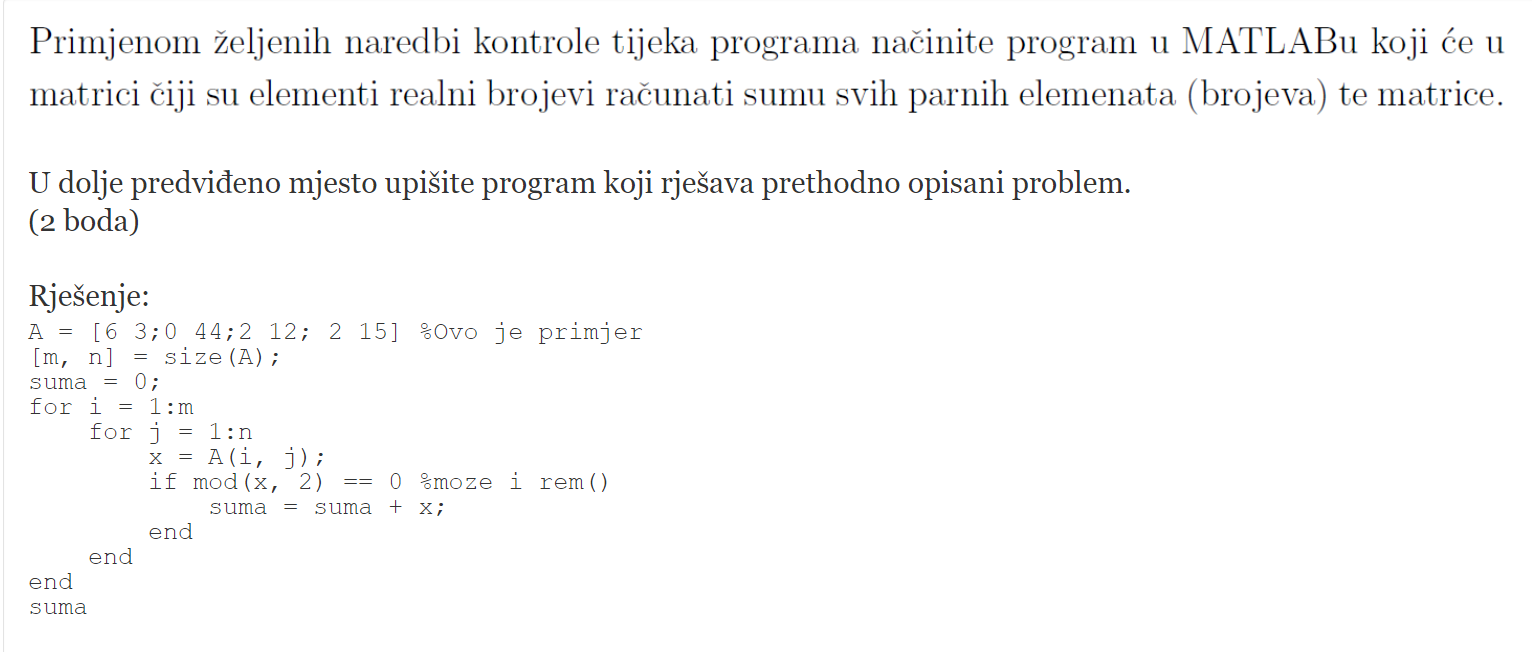 Primjenom željenih naredbi kontrole tijeka programa načinite program u MATLABu koji će u
matrici čiji su elementi realni brojevi računati sumu svih parnih elemenata (brojeva) te matrice.
U dolje predviđeno mjesto upišite program koji rješava prethodno opisani problem.
(2 boda)
Rješenje:
A = [6 3;0 44;2 12; 2 15] %Ovo je primjer
[m, n] = size(A);
suma = 0;
for i = 1:m
    for j = 1:n
        x = A(i, j);
        if mod(x, 2) == 0 %moze i rem()
            suma = suma + x;
        end
    end
end
suma